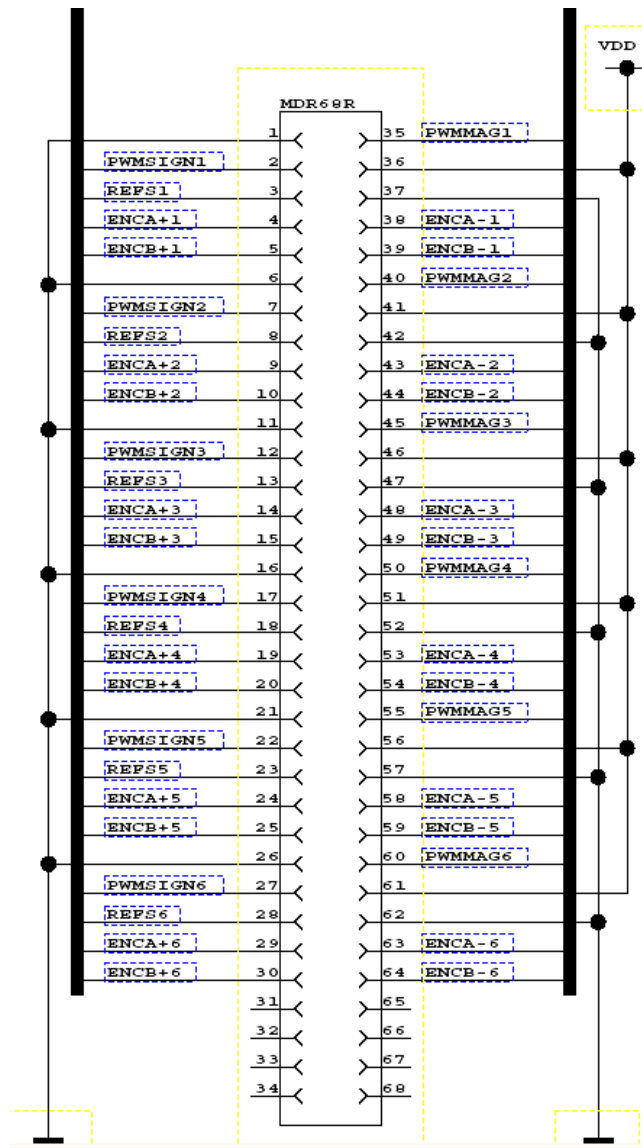 VDD
MDR68R
1 35 PWMMAG1
PWMSIGN1 2 36
REFS1 3 37
ENCA+1 4 38 ENCA-1
ENCB+1 5 39 ENCB-1
6 40 PWMMAG2
PWMSIGN2 7 41
REFS2 8 42
ENCA+2 9 43 ENCA-2
ENCB+2 10 44 ENCB-2
11 45 PWMMAG3
PWMSIGN3 12 46
REFS3 13 47
ENCA+3 14 48 ENCA-3
ENCB+3 15 49 ENCB-3
16 50 PWMMAG4
PWMSIGN4 17 51
REFS4 18 52
ENCA+4 19 53 ENCA-4
ENCB+4 20 54 ENCB-4
21 55 PWMMAG5
PWMSIGN5 22 56
REFS5 23 57
ENCA+5 24 58 ENCA-5
ENCB+5 25 59 ENCB-5
26 60 PWMMAG6
PWMSIGN6 27 61
REFS6 28 62
ENCA+6 29 63 ENCA-6
ENCB+6 30 64 ENCB-6
31 65
32 66
33 67
34 68